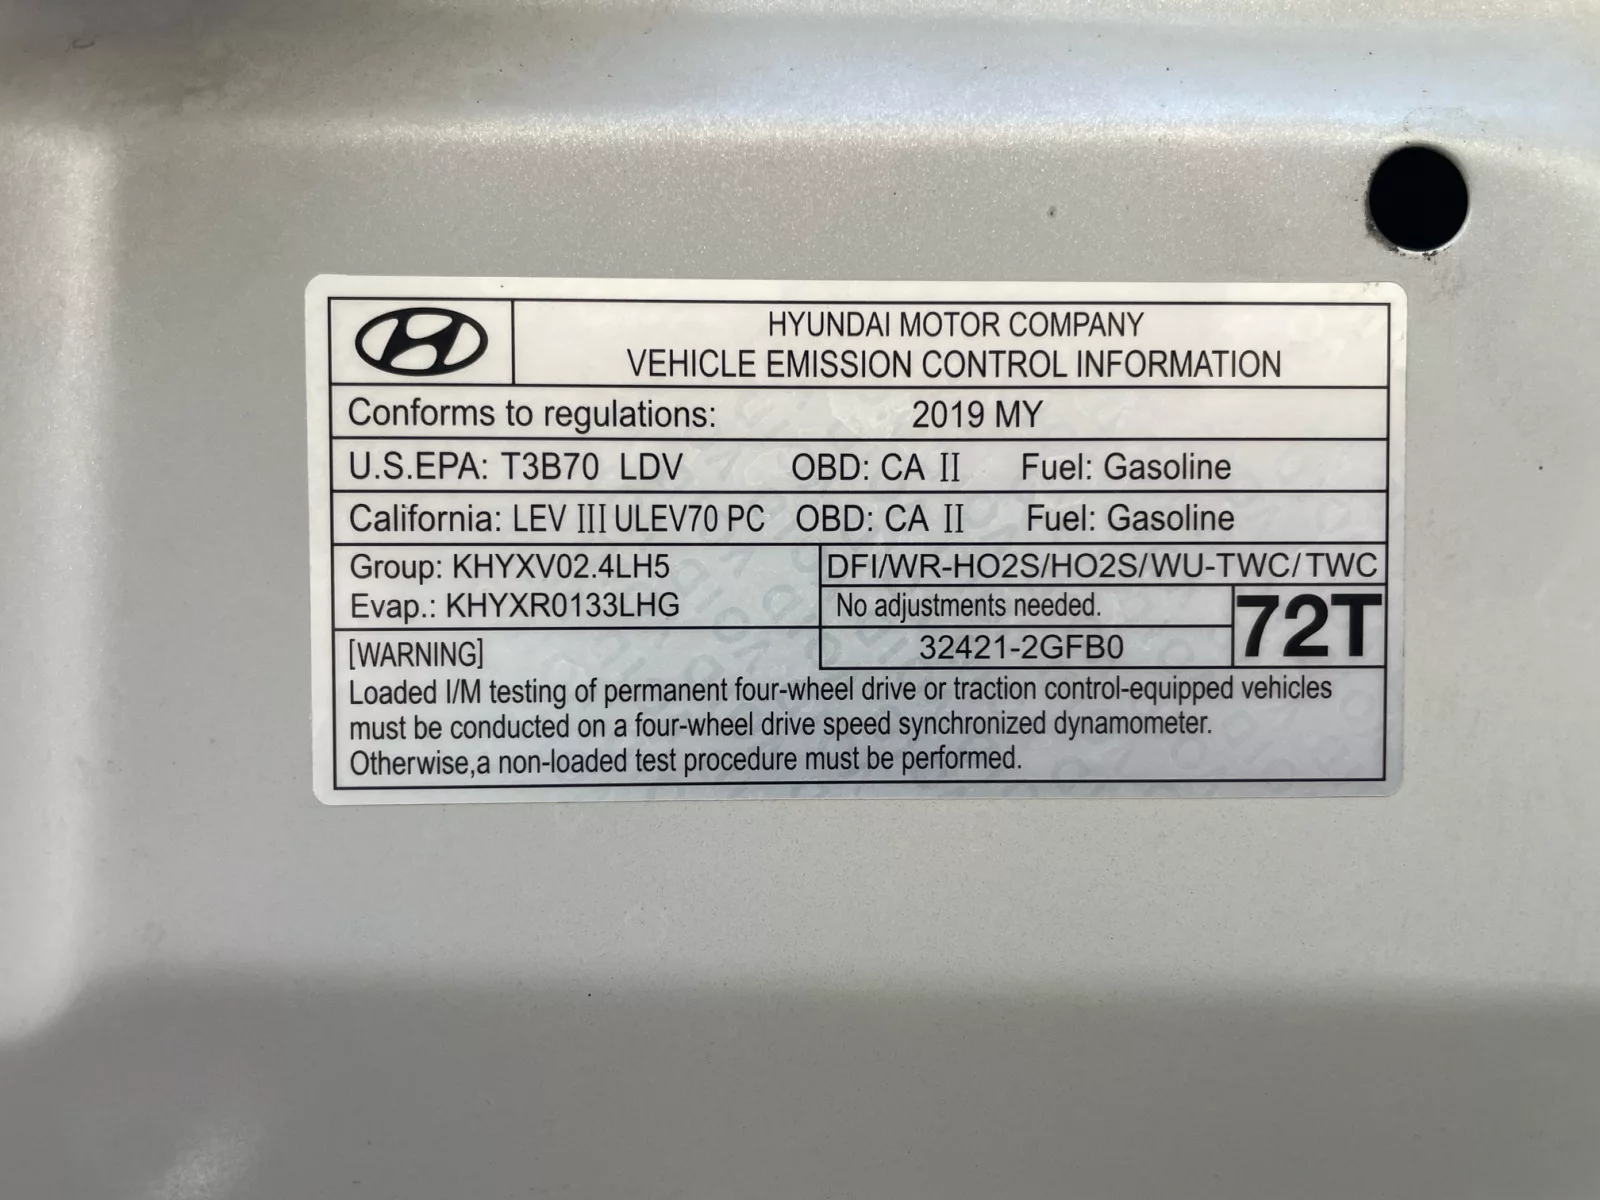 HYUNDAI MOTOR COMPANY
VEHICLE EMISSION CONTROL INFORMATION
Conforms to regulations: 2019 MY
U.S.EPA: T3B70 LDV OBD: CA II Fuel: Gasoline
California: LEV III ULEV70 PC OBD: CA II Fuel: Gasoline
Group: KHYXV02.4LH5
Evap.: KHYXR0133LHG
DFI/WR-HO2S/HO2S/WU-TWC/TWC
No adjustments needed.
32421-2GFB0
72T
[WARNING]
Loaded I/M testing of permanent four-wheel drive or traction control-equipped vehicles
must be conducted on a four-wheel drive speed synchronized dynamometer.
Otherwise,a non-loaded test procedure must be performed.